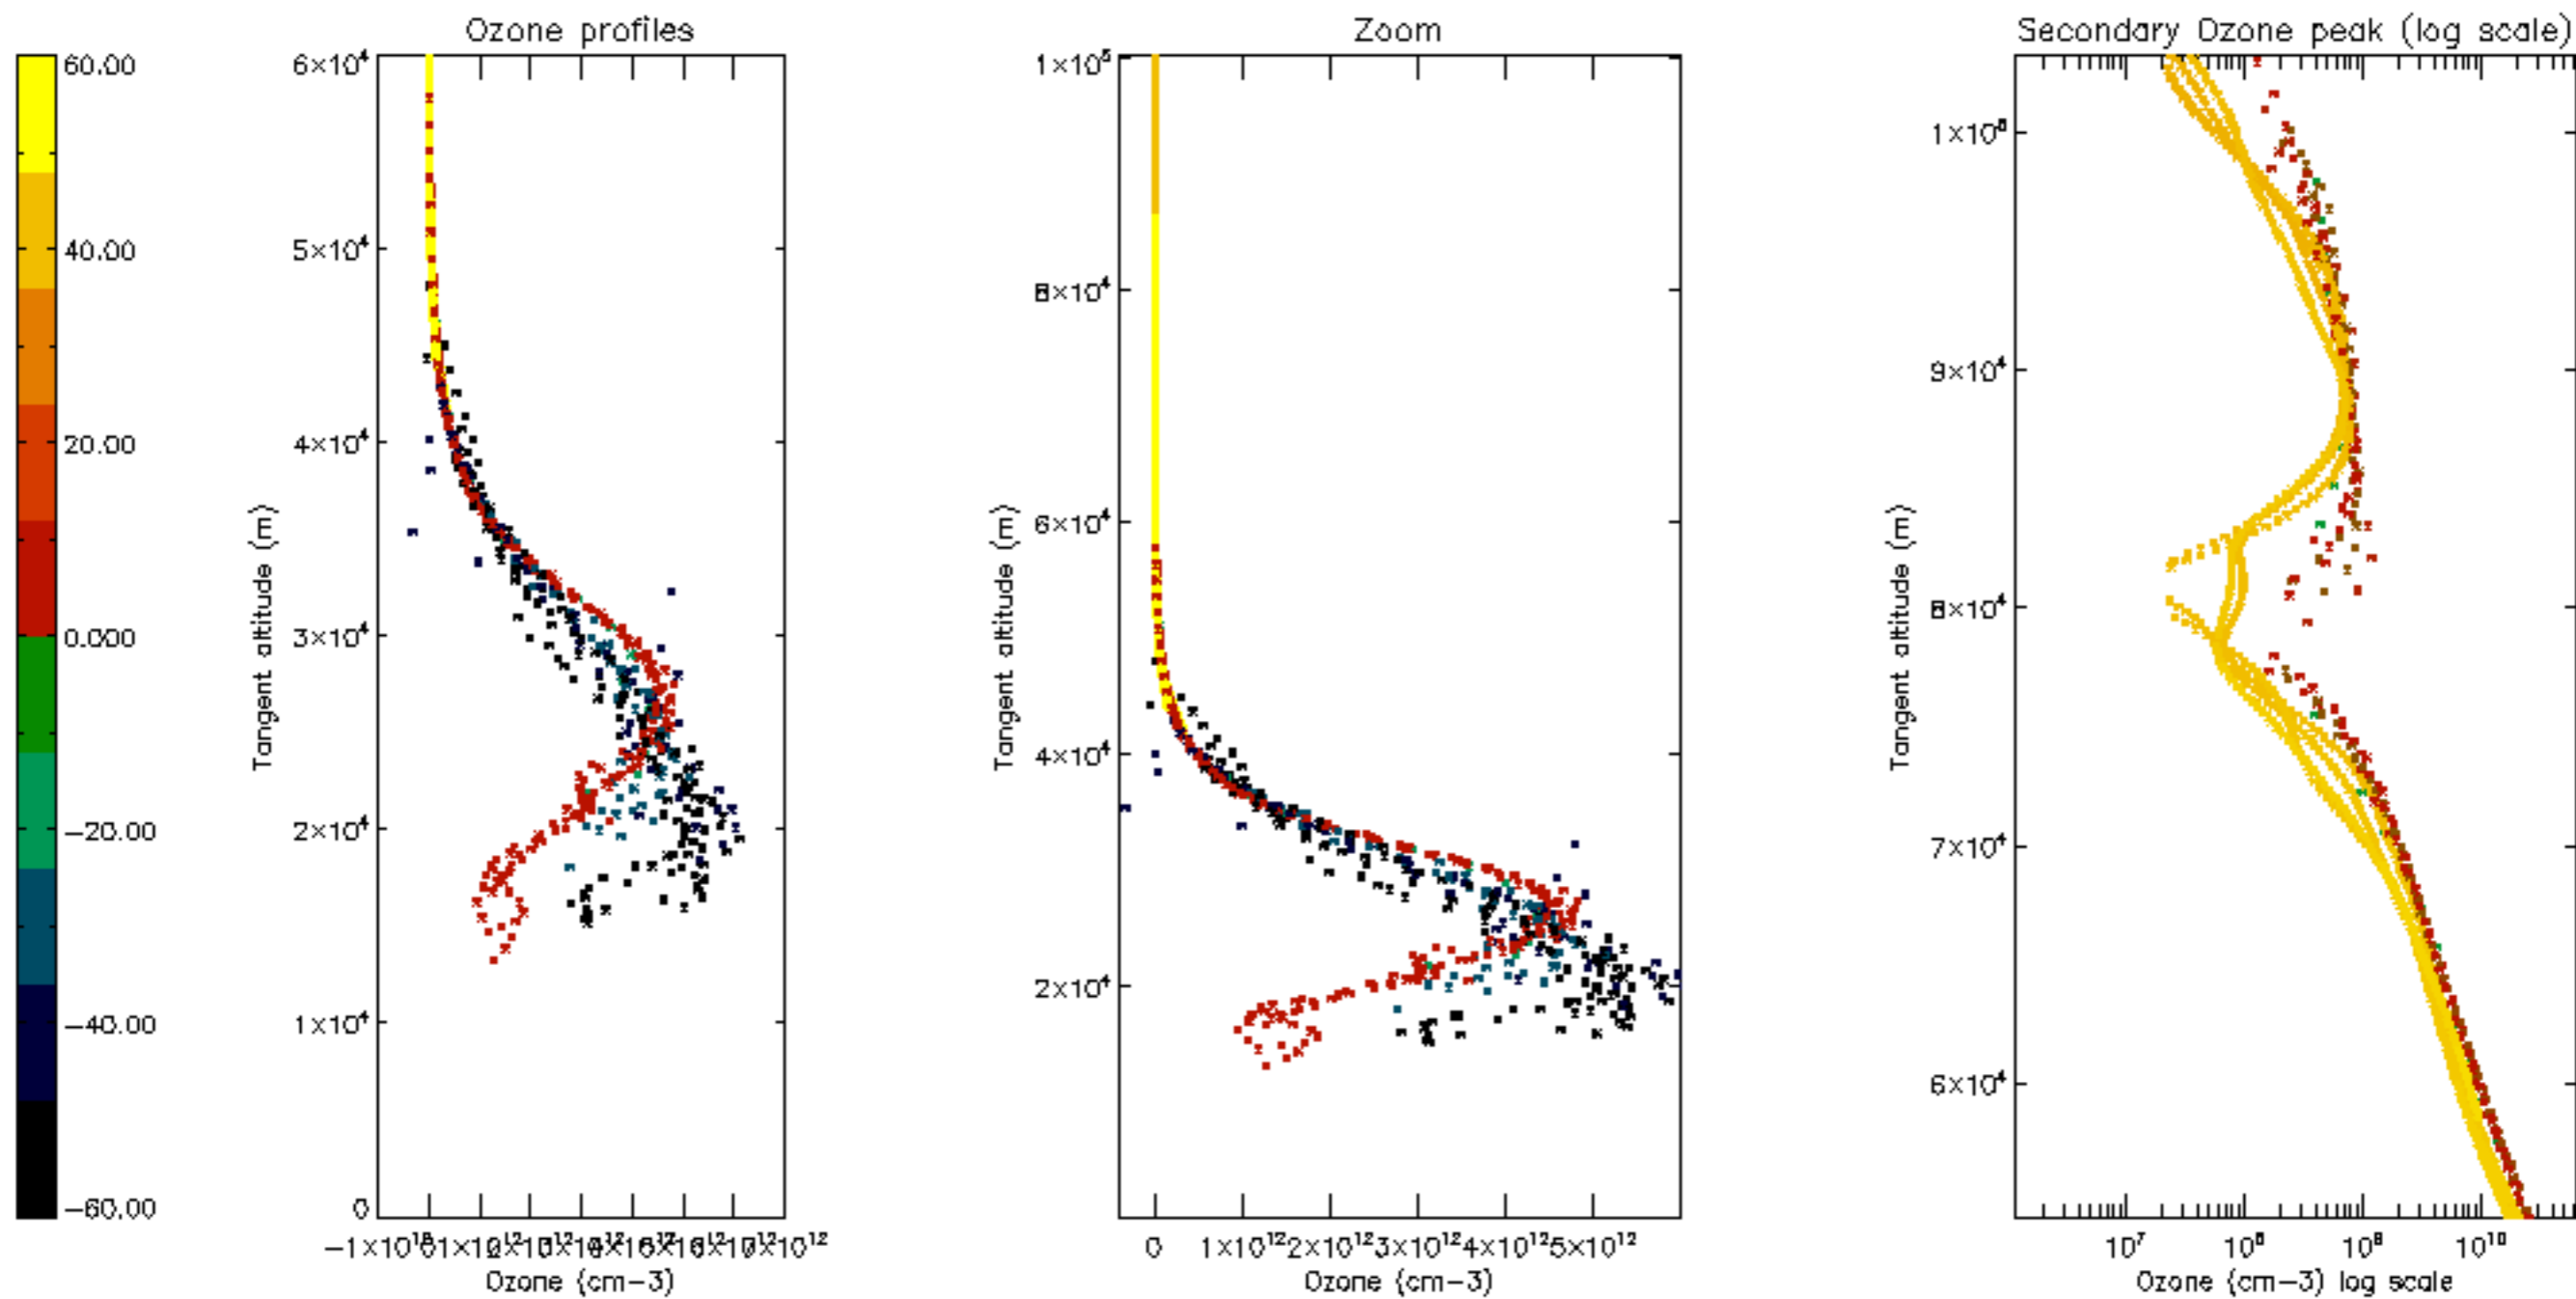 Ozone profiles
Zoom
Secondary Ozone peak (log scale)
60.00
40.00
20.00
0.000
−20.00
−40.00
−60.00
6×10⁴
5×10⁴
4×10⁴
3×10⁴
2×10⁴
1×10⁴
0
Tangent altitude (m)
Ozone (cm−3)
1×10⁵
8×10⁴
6×10⁴
4×10⁴
2×10⁴
Tangent altitude (m)
0 1×10¹² 2×10¹² 3×10¹² 4×10¹² 5×10¹²
Ozone (cm−3)
9×10⁴
8×10⁴
7×10⁴
6×10⁴
Tangent altitude (m)
10⁷ 10⁸ 10⁹ 10¹⁰
Ozone (cm−3) log scale